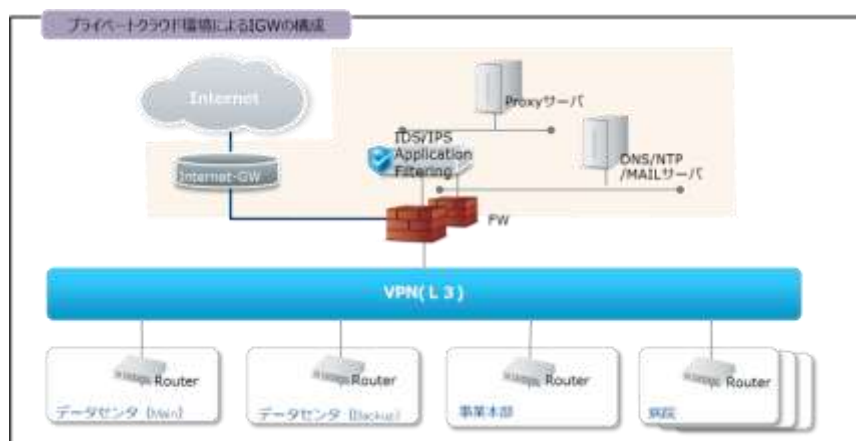 プライベートクラウド環境によるIGWの構成
Internet
Proxyサーバ
IDS/IPS
Application
Filtering
DNS/NTP
/MAILサーバ
Internet-GW
FW
VPN(L3)
Router
データセンタ (Main)
Router
データセンタ (Backup)
Router
事業本部
Router
病院